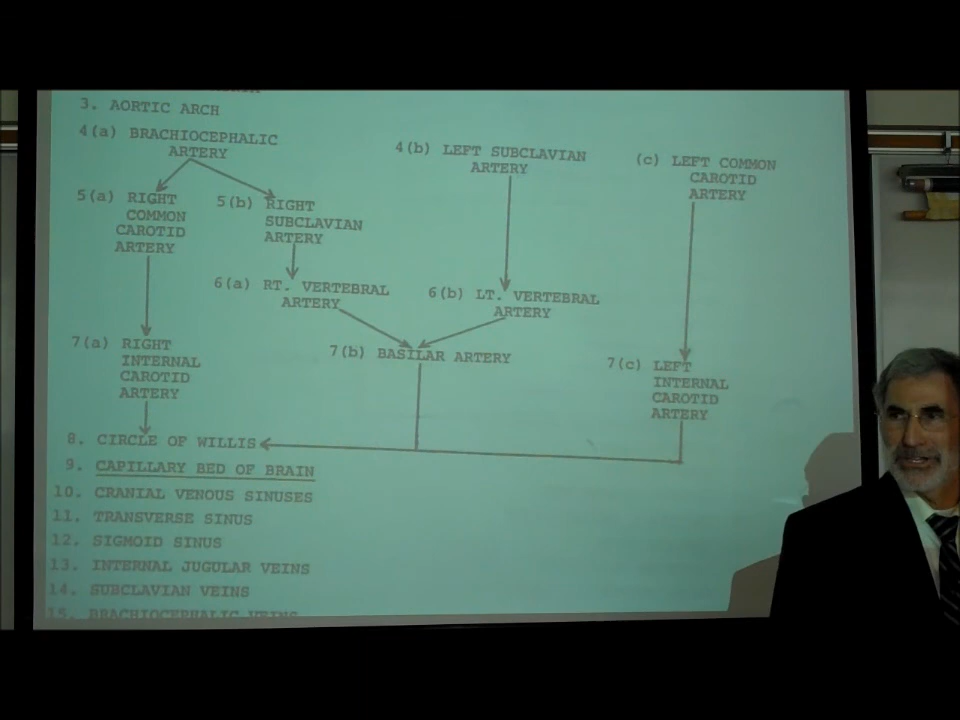 3. AORTIC ARCH
4(a) BRACHIOCEPHALIC
ARTERY
4(b) LEFT SUBCLAVIAN
ARTERY
(c) LEFT COMMON
CAROTID
ARTERY
5(a) RIGHT
COMMON
CAROTID
ARTERY
5(b) RIGHT
SUBCLAVIAN
ARTERY
6(a) RT. VERTEBRAL
ARTERY
6(b) LT. VERTEBRAL
ARTERY
7(a) RIGHT
INTERNAL
CAROTID
ARTERY
7(b) BASILAR ARTERY
7(c) LEFT
INTERNAL
CAROTID
ARTERY
8. CIRCLE OF WILLIS
9. CAPILLARY BED OF BRAIN
10. CRANIAL VENOUS SINUSES
11. TRANSVERSE SINUS
12. SIGMOID SINUS
13. INTERNAL JUGULAR VEINS
14. SUBCLAVIAN VEINS
15. BRACHIOCEPHALIC VEINS